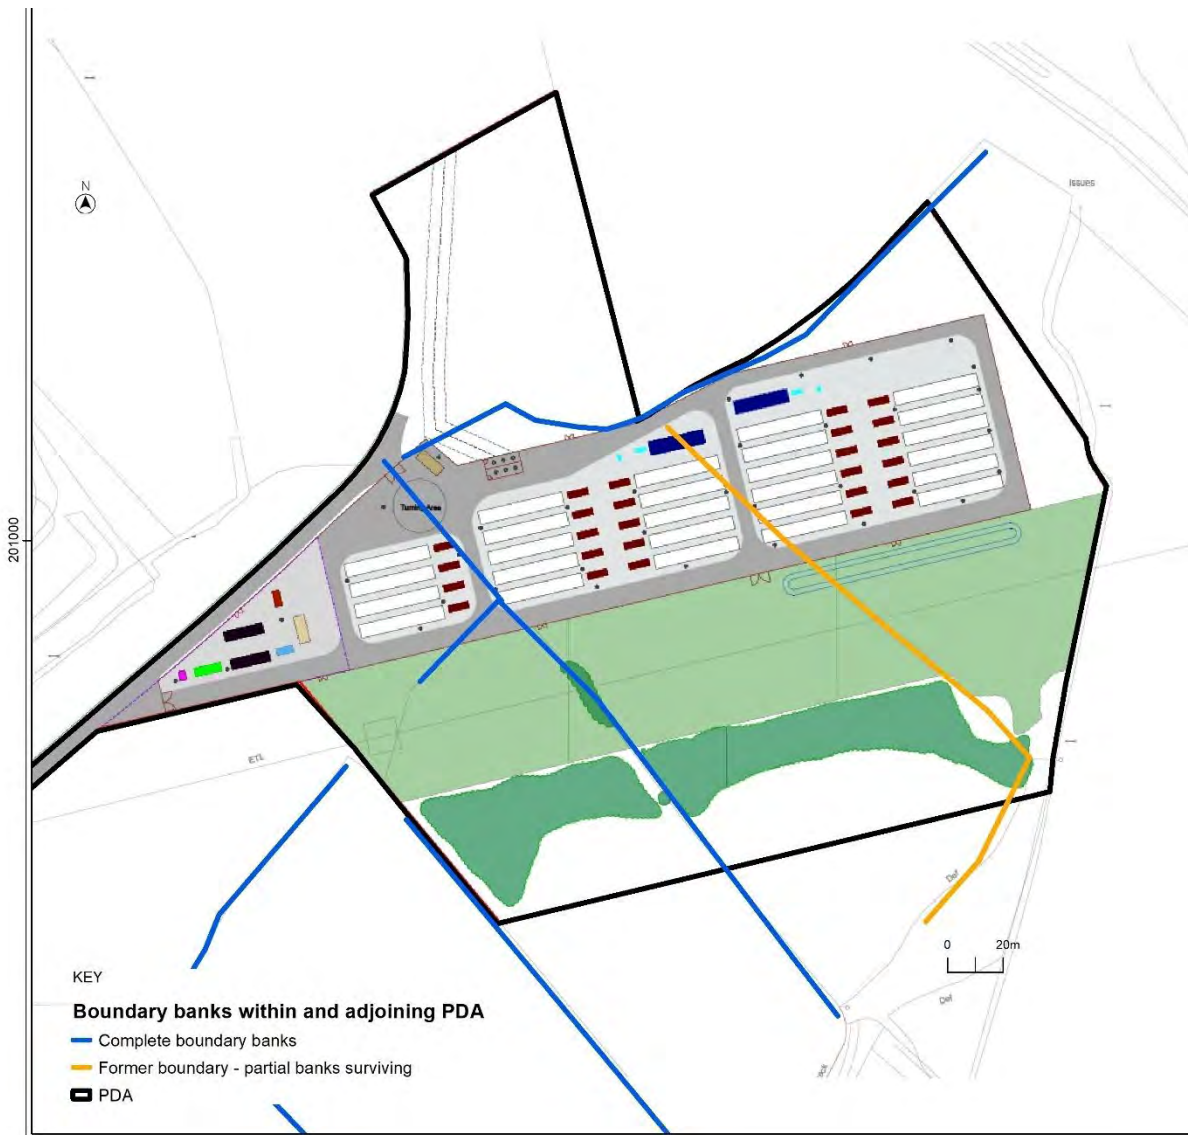 N
Issues
201000
Turning Area
ETL
Def
0 20m
Def
KEY
Boundary banks within and adjoining PDA
Complete boundary banks
Former boundary - partial banks surviving
PDA